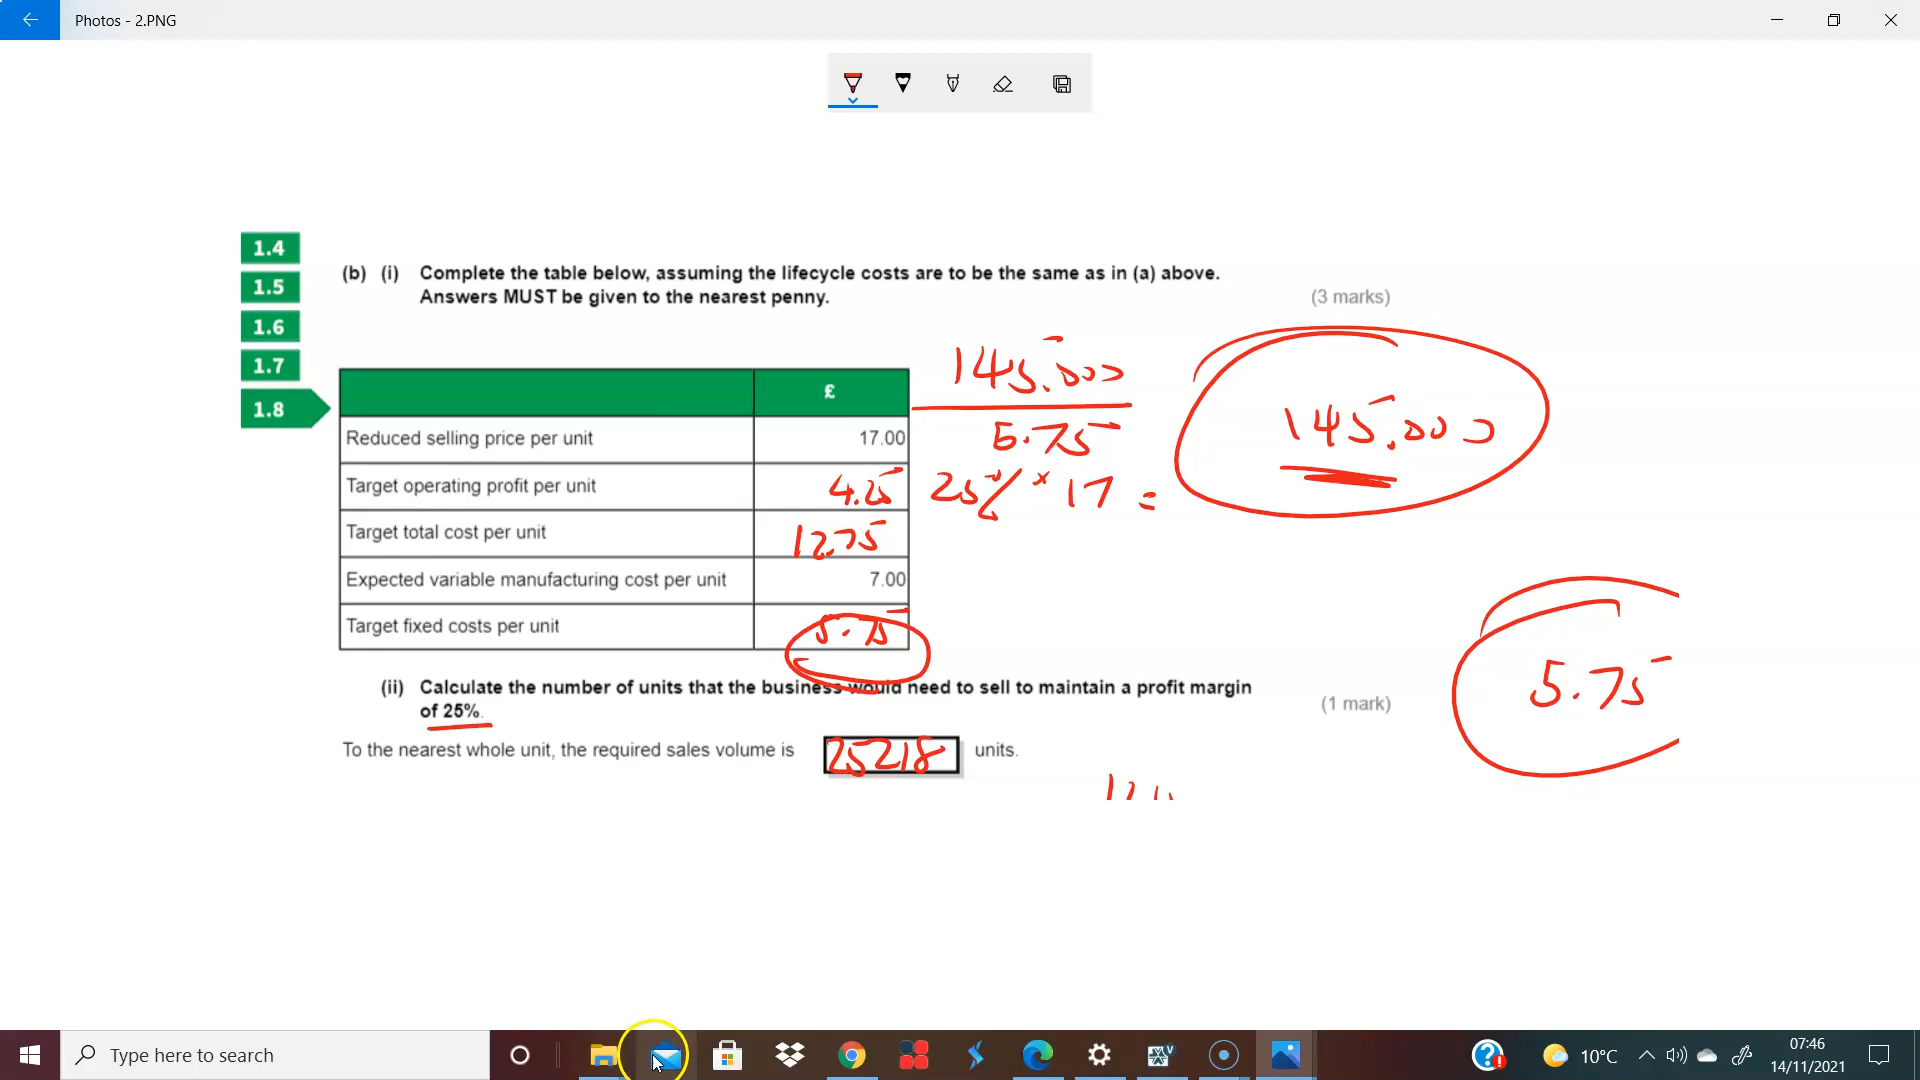 Photos - 2.PNG
1.4
1.5
1.6
1.7
1.8
(b) (i) Complete the table below, assuming the lifecycle costs are to be the same as in (a) above.
Answers MUST be given to the nearest penny.
(3 marks)
£
Reduced selling price per unit 17.00
Target operating profit per unit 4.25
Target total cost per unit 12.75
Expected variable manufacturing cost per unit 7.00
Target fixed costs per unit 5.75
145.000
5.75
25% × 17 =
145.000
5.75
(ii) Calculate the number of units that the business would need to sell to maintain a profit margin
of 25%.
(1 mark)
To the nearest whole unit, the required sales volume is 25218 units.
Type here to search
10°C
07:46
14/11/2021